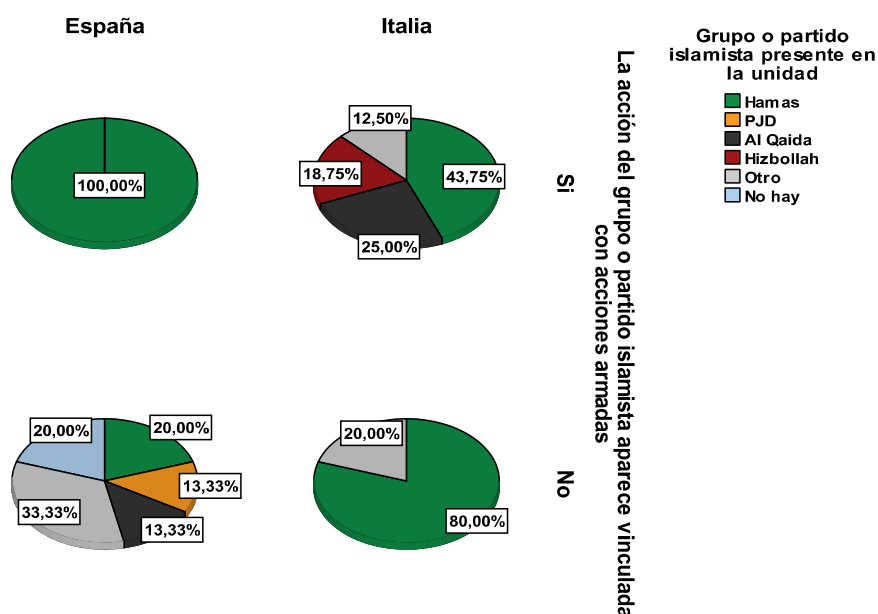 España
Italia
Grupo o partido
islamista presente en
la unidad
Hamas
PJD
Al Qaida
Hizbollah
Otro
No hay
100,00%
12,50%
18,75%
43,75%
25,00%
Si
La acción del grupo o partido islamista aparece vinculada
con acciones armadas
20,00%
20,00%
13,33%
33,33%
13,33%
20,00%
80,00%
No